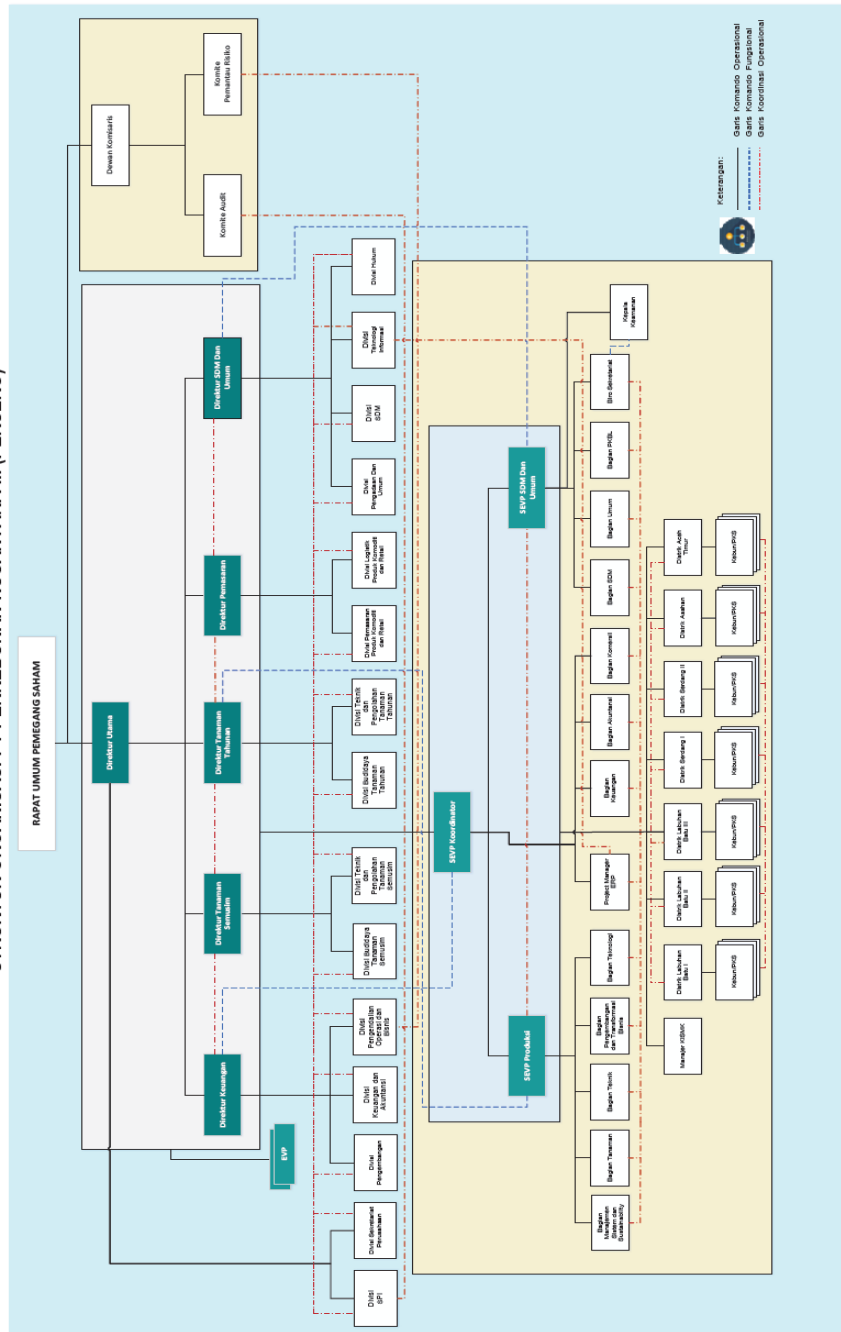 RAPAT UMUM PEMEGANG SAHAM
Dewan Komisaris
Komite Audit
Komite
Pemantau Risiko
Direktur Utama
Direktur Keuangan
Direktur Tanaman
Semusim
Direktur Tanaman
Tahunan
Direktur Pemasaran
Direktur SDM Dan
Umum
EVP
Divisi
SPI
Divisi Sekretariat
Perusahaan
Divisi
Pengembangan
Divisi
Keuangan dan
Akuntansi
Divisi
Pengendalian
Operasi dan
Bisnis
Divisi Budidaya
Tanaman
Semusim
Divisi Teknik
dan
Pengolahan
Tanaman
Semusim
Divisi Budidaya
Tanaman
Tahunan
Divisi Teknik
dan
Pengolahan
Tanaman
Tahunan
Divisi Pemasaran
Produk Komoditi
dan Retail
Divisi Logistik
Produk Komoditi
dan Retail
Divisi
Pengadaan Dan
Umum
Divisi
SDM
Divisi
Teknologi
Informasi
Divisi Hukum
SEVP Koordinator
SEVP Produksi
SEVP SDM Dan
Umum
Bagian
Manajemen
Sistem dan
Sustainability
Bagian Tanaman
Bagian Teknik
Bagian
Pengembangan
dan Transformasi
Bisnis
Bagian Teknologi
Project Manager
ERP
Bagian
Keuangan
Bagian Akuntansi
Bagian Komersil
Bagian SDM
Bagian Umum
Bagian PKBL
Biro Sekretariat
Kepala
Keamanan
Manajer KISMK
Distrik Labuhan
Batu I
Distrik Labuhan
Batu II
Distrik Labuhan
Batu III
Distrik Serdang I
Distrik Serdang II
Distrik Asahan
Distrik Aceh
Timur
Kebun/PKS
Kebun/PKS
Kebun/PKS
Kebun/PKS
Kebun/PKS
Kebun/PKS
Kebun/PKS
Keterangan:
Garis Komando Operasional
Garis Komando Fungsional
Garis Koordinasi Operasional